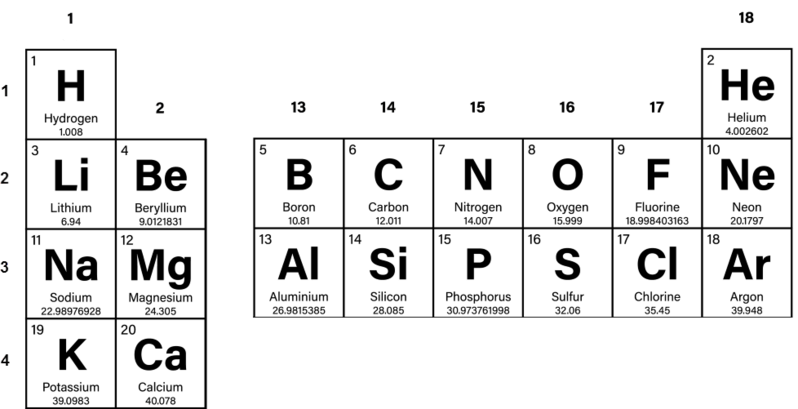 1
18
1
1
H
Hydrogen
1.008
2
He
Helium
4.002602
2
13
14
15
16
17
2
3
Li
Lithium
6.94
4
Be
Beryllium
9.0121831
5
B
Boron
10.81
6
C
Carbon
12.011
7
N
Nitrogen
14.007
8
O
Oxygen
15.999
9
F
Fluorine
18.998403163
10
Ne
Neon
20.1797
3
11
Na
Sodium
22.98976928
12
Mg
Magnesium
24.305
13
Al
Aluminium
26.9815385
14
Si
Silicon
28.085
15
P
Phosphorus
30.973761998
16
S
Sulfur
32.06
17
Cl
Chlorine
35.45
18
Ar
Argon
39.948
4
19
K
Potassium
39.0983
20
Ca
Calcium
40.078